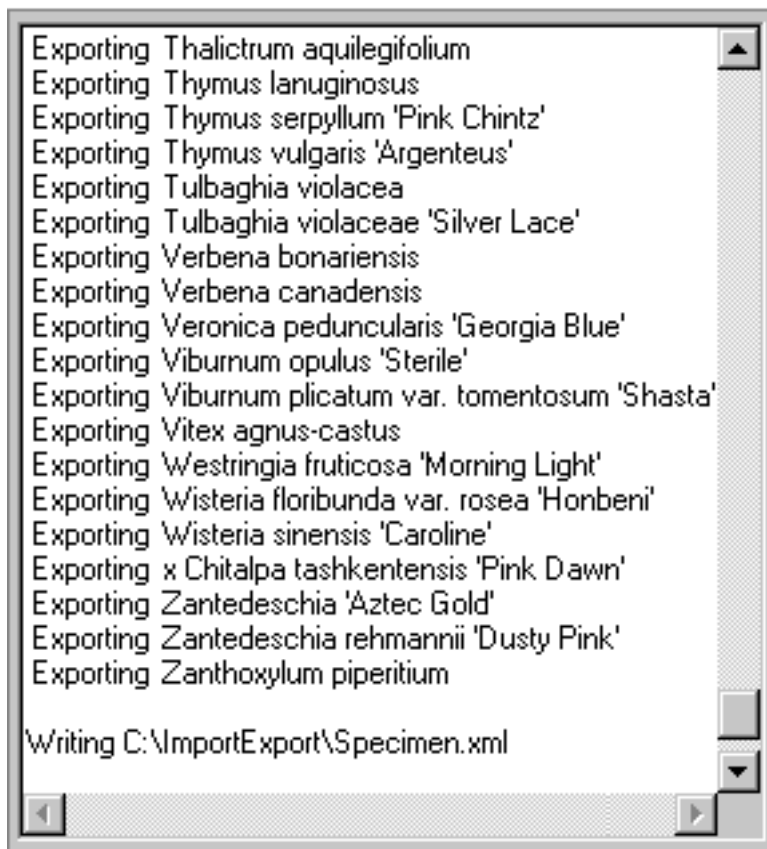 Exporting Thalictrum aquilegifolium
Exporting Thymus lanuginosus
Exporting Thymus serpyllum 'Pink Chintz'
Exporting Thymus vulgaris 'Argenteus'
Exporting Tulbaghia violacea
Exporting Tulbaghia violaceae 'Silver Lace'
Exporting Verbena bonariensis
Exporting Verbena canadensis
Exporting Veronica peduncularis 'Georgia Blue'
Exporting Viburnum opulus 'Sterile'
Exporting Viburnum plicatum var. tomentosum 'Shasta'
Exporting Vitex agnus-castus
Exporting Westringia fruticosa 'Morning Light'
Exporting Wisteria floribunda var. rosea 'Honbeni'
Exporting Wisteria sinensis 'Caroline'
Exporting x Chitalpa tashkentensis 'Pink Dawn'
Exporting Zantedeschia 'Aztec Gold'
Exporting Zantedeschia rehmannii 'Dusty Pink'
Exporting Zanthoxylum piperitium
Writing C:\ImportExport\Specimen.xml